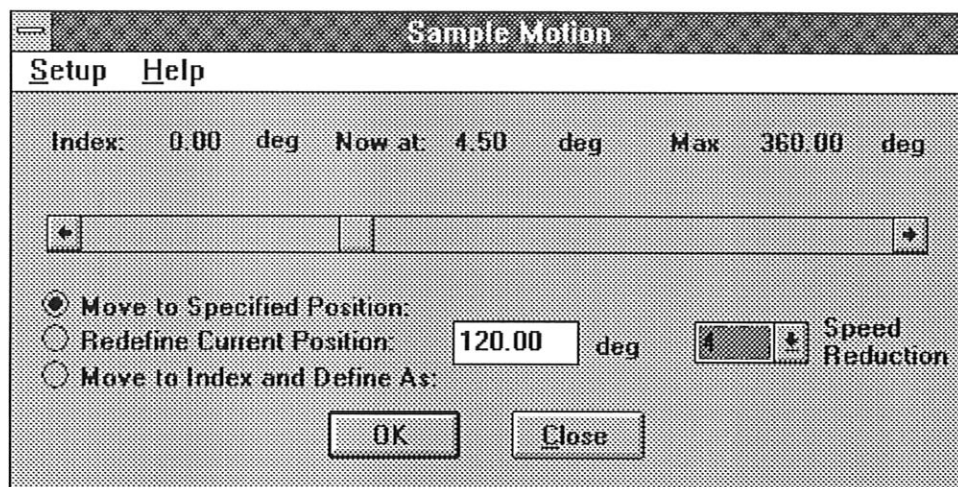 Sample Motion
Setup Help
Index: 0.00 deg Now at: 4.50 deg Max 360.00 deg
Move to Specified Position:
Redefine Current Position:
Move to Index and Define As:
120.00 deg
4 Speed
Reduction
OK Close